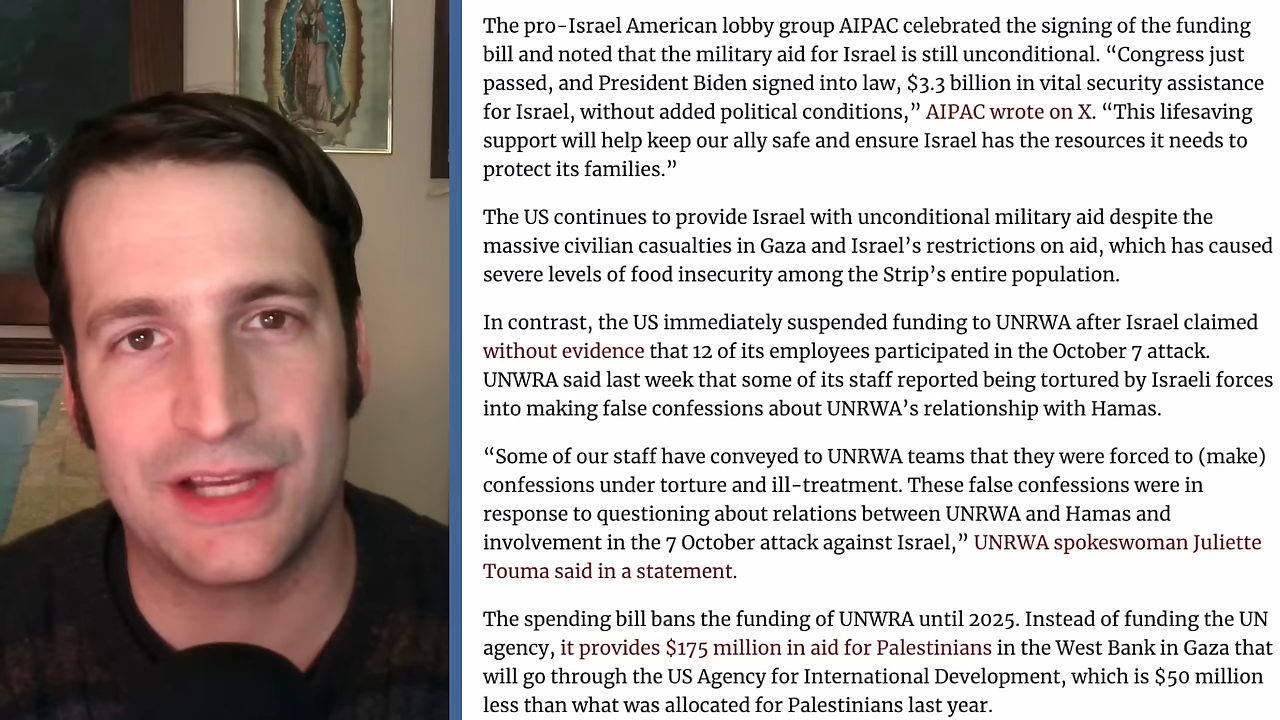 The pro-Israel American lobby group AIPAC celebrated the signing of the funding
bill and noted that the military aid for Israel is still unconditional. “Congress just
passed, and President Biden signed into law, $3.3 billion in vital security assistance
for Israel, without added political conditions,” AIPAC wrote on X. “This lifesaving
support will help keep our ally safe and ensure Israel has the resources it needs to
protect its families.”
The US continues to provide Israel with unconditional military aid despite the
massive civilian casualties in Gaza and Israel’s restrictions on aid, which has caused
severe levels of food insecurity among the Strip’s entire population.
In contrast, the US immediately suspended funding to UNRWA after Israel claimed
without evidence that 12 of its employees participated in the October 7 attack.
UNWRA said last week that some of its staff reported being tortured by Israeli forces
into making false confessions about UNRWA’s relationship with Hamas.
“Some of our staff have conveyed to UNRWA teams that they were forced to (make)
confessions under torture and ill-treatment. These false confessions were in
response to questioning about relations between UNRWA and Hamas and
involvement in the 7 October attack against Israel,” UNRWA spokeswoman Juliette
Touma said in a statement.
The spending bill bans the funding of UNWRA until 2025. Instead of funding the UN
agency, it provides $175 million in aid for Palestinians in the West Bank in Gaza that
will go through the US Agency for International Development, which is $50 million
less than what was allocated for Palestinians last year.